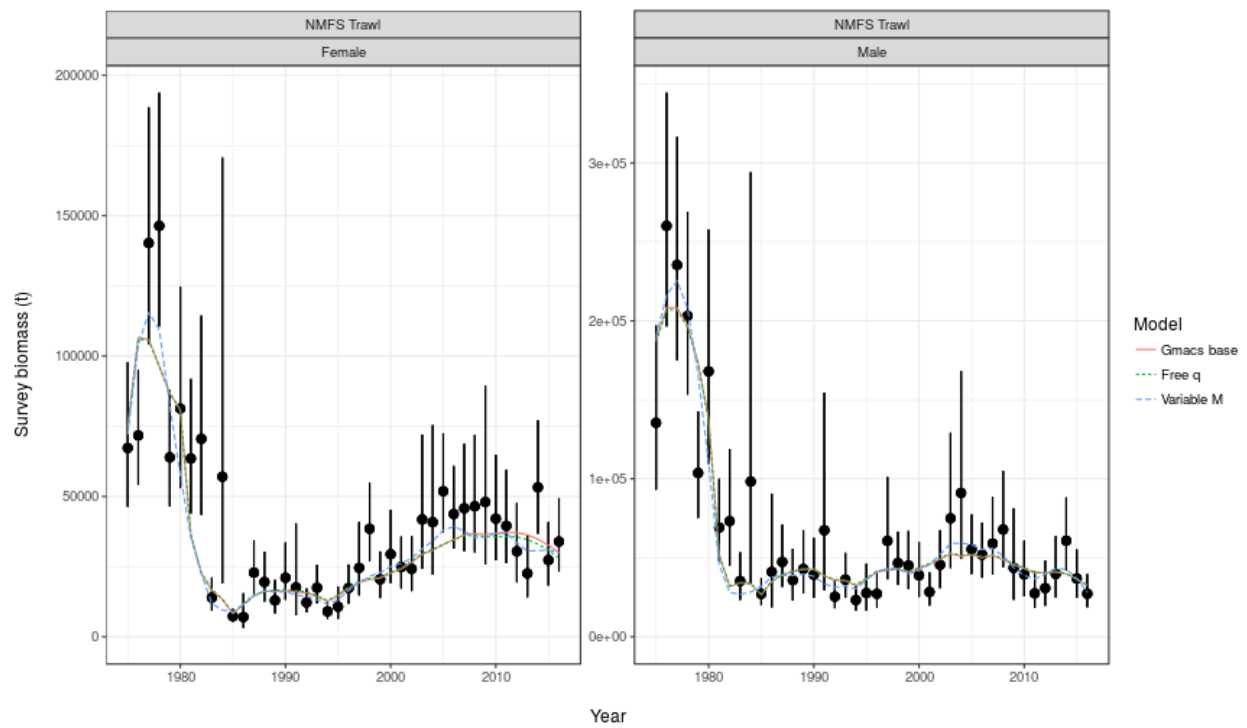 NMFS Trawl
Female
NMFS Trawl
Male
Survey biomass (t)
200000
150000
100000
50000
0
3e+05
2e+05
1e+05
0e+00
1980 1990 2000 2010
1980 1990 2000 2010
Year
Model
Gmacs base
Free q
Variable M